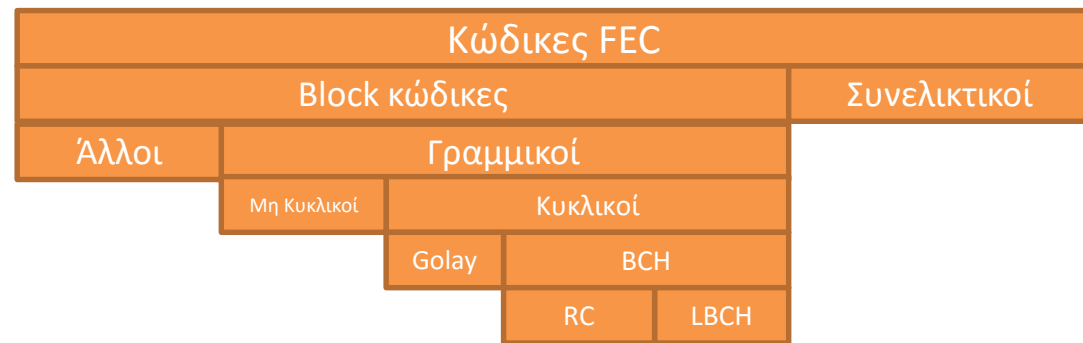 Κώδικες FEC
Block κώδικες
Συνελικτικοί
Άλλοι
Γραμμικοί
Μη Κυκλικοί
Κυκλικοί
Golay
BCH
RC
LBCH